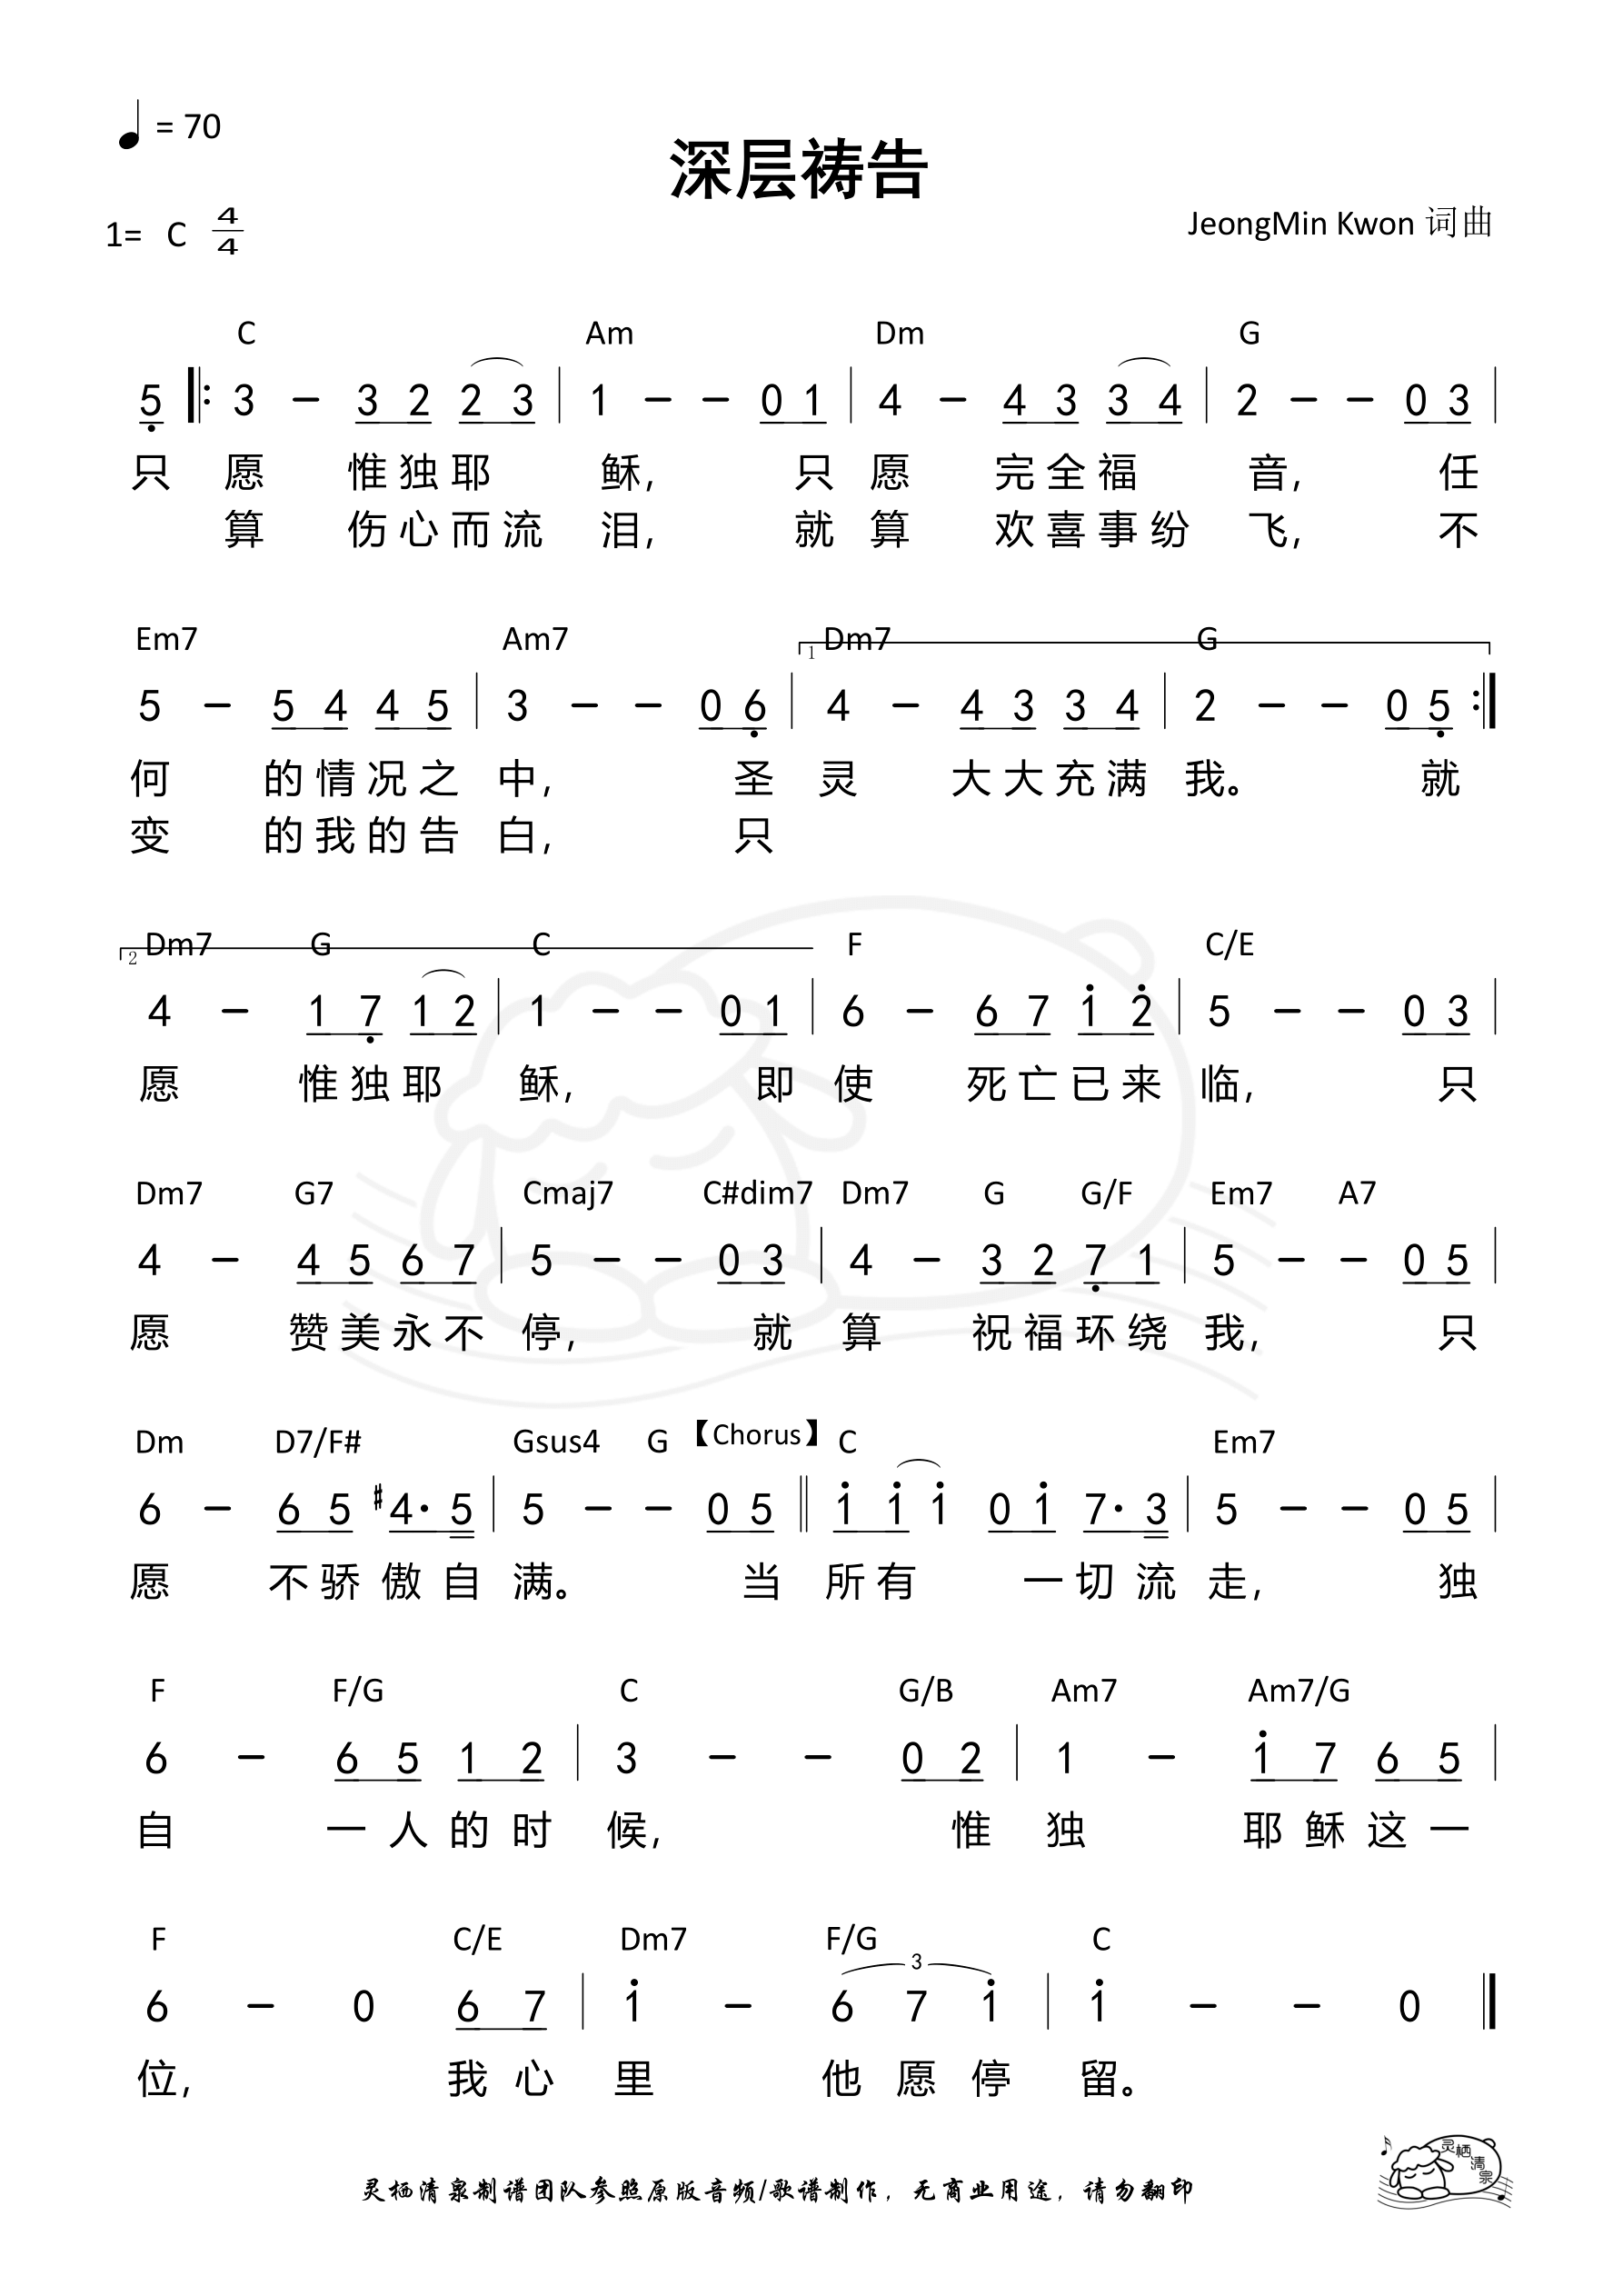 = 70
深层祷告
1= C 4/4
JeongMin Kwon 词曲
C Am Dm G
5̣ 𝄆 3 – 3 2 2 3 | 1 – – 0 1 | 4 – 4 3 3 4 | 2 – – 0 3 |
只 愿 惟 独 耶 稣, 只 愿 完 全 福 音, 任
算 伤 心 而 流 泪, 就 算 欢 喜 事 纷 飞, 不
Em7 Am7 1 Dm7 G
5 – 5 4 4 5 | 3 – – 0 6̣ | 4 – 4 3 3 4 | 2 – – 0 5̣ 𝄇
何 的 情 况 之 中, 圣 灵 大 大 充 满 我。 就
变 的 我 的 告 白, 只
2 Dm7 G C F C/E
4 – 1 7̣ 1 2 | 1 – – 0 1 | 6 – 6 7 1̇ 2̇ | 5 – – 0 3 |
愿 惟 独 耶 稣, 即 使 死 亡 已 来 临, 只
Dm7 G7 Cmaj7 C#dim7 Dm7 G G/F Em7 A7
4 – 4 5 6 7 | 5 – – 0 3 | 4 – 3 2 7̣ 1 | 5 – – 0 5 |
愿 赞 美 永 不 停, 就 算 祝 福 环 绕 我, 只
Dm D7/F# Gsus4 G 【Chorus】 C Em7
6 – 6 5 ♯4· 5 | 5 – – 0 5 ‖ 1̇ 1̇ 1̇ 0 1̇ 7· 3 | 5 – – 0 5 |
愿 不 骄 傲 自 满。 当 所 有 一 切 流 走, 独
F F/G C G/B Am7 Am7/G
6 – 6 5 1 2 | 3 – – 0 2 | 1 – 1̇ 7 6 5 |
自 一 人 的 时 候, 惟 独 耶 稣 这 一
F C/E Dm7 F/G C
3
6 – 0 6 7 | 1̇ – 6 7 1̇ | 1̇ – – 0 ‖
位, 我 心 里 他 愿 停 留。
灵栖清泉制谱团队参照原版音频/歌谱制作，无商业用途，请勿翻印
灵栖清泉